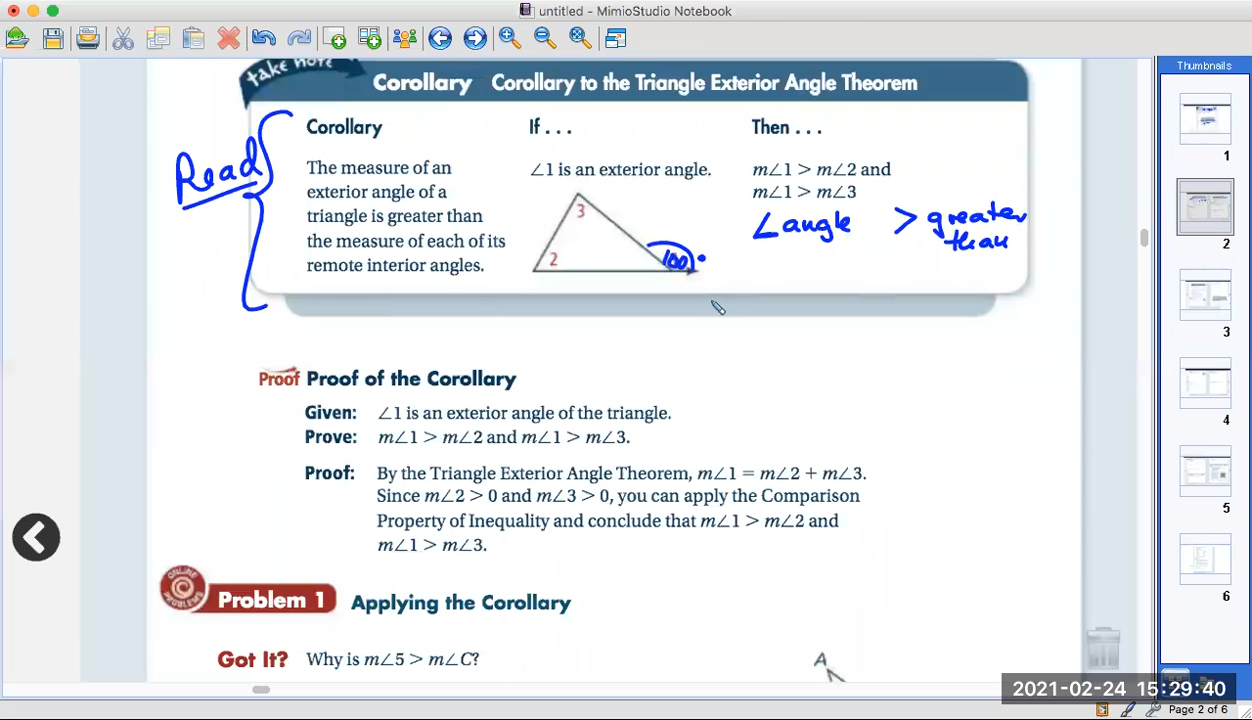 untitled - MimioStudio Notebook
Thumbnails
take note
Corollary Corollary to the Triangle Exterior Angle Theorem
Corollary
The measure of an
exterior angle of a
triangle is greater than
the measure of each of its
remote interior angles.
If . . .
∠1 is an exterior angle.
3
2
100°
Then . . .
m∠1 > m∠2 and
m∠1 > m∠3
∠ angle > greater
than
Read
Proof Proof of the Corollary
Given: ∠1 is an exterior angle of the triangle.
Prove: m∠1 > m∠2 and m∠1 > m∠3.
Proof: By the Triangle Exterior Angle Theorem, m∠1 = m∠2 + m∠3.
Since m∠2 > 0 and m∠3 > 0, you can apply the Comparison
Property of Inequality and conclude that m∠1 > m∠2 and
m∠1 > m∠3.
ONLINE
PROBLEMS
Problem 1 Applying the Corollary
Got It? Why is m∠5 > m∠C?
A
1
2
3
4
5
6
2021-02-24 15:29:40
Page 2 of 6